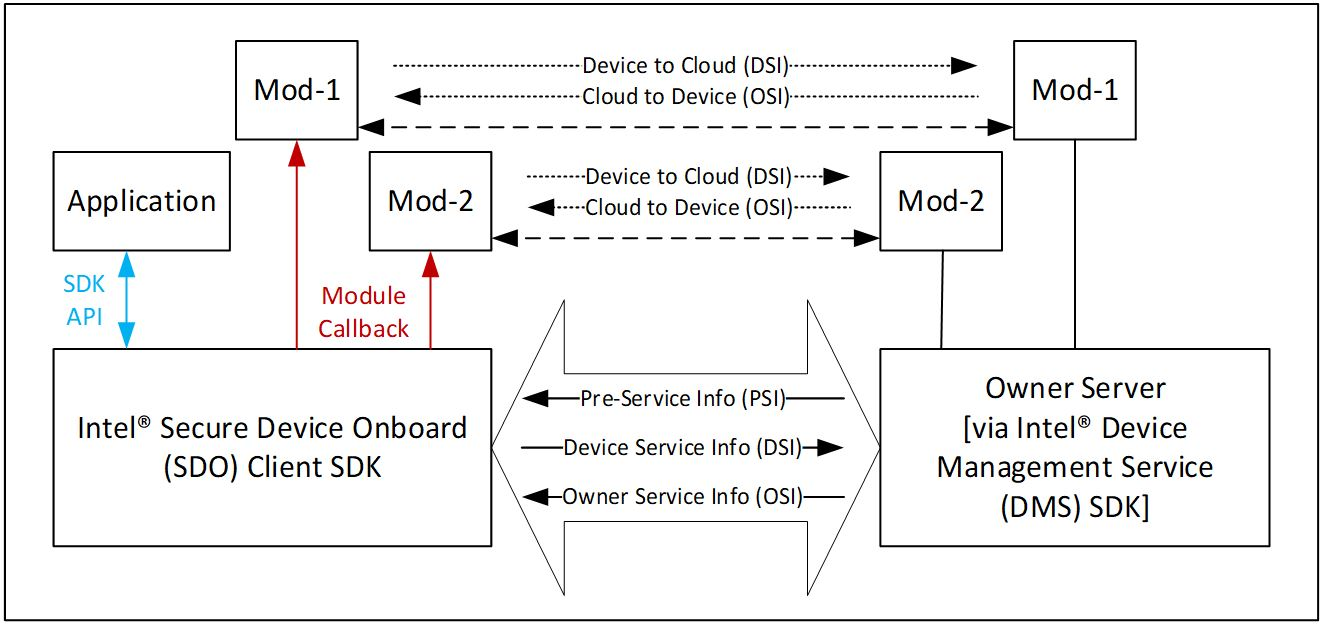 Mod-1
Device to Cloud (DSI)
Cloud to Device (OSI)
Mod-1
Application
Mod-2
Device to Cloud (DSI)
Cloud to Device (OSI)
Mod-2
SDK
API
Module
Callback
Intel® Secure Device Onboard
(SDO) Client SDK
Pre-Service Info (PSI)
Device Service Info (DSI)
Owner Service Info (OSI)
Owner Server
[via Intel® Device
Management Service
(DMS) SDK]